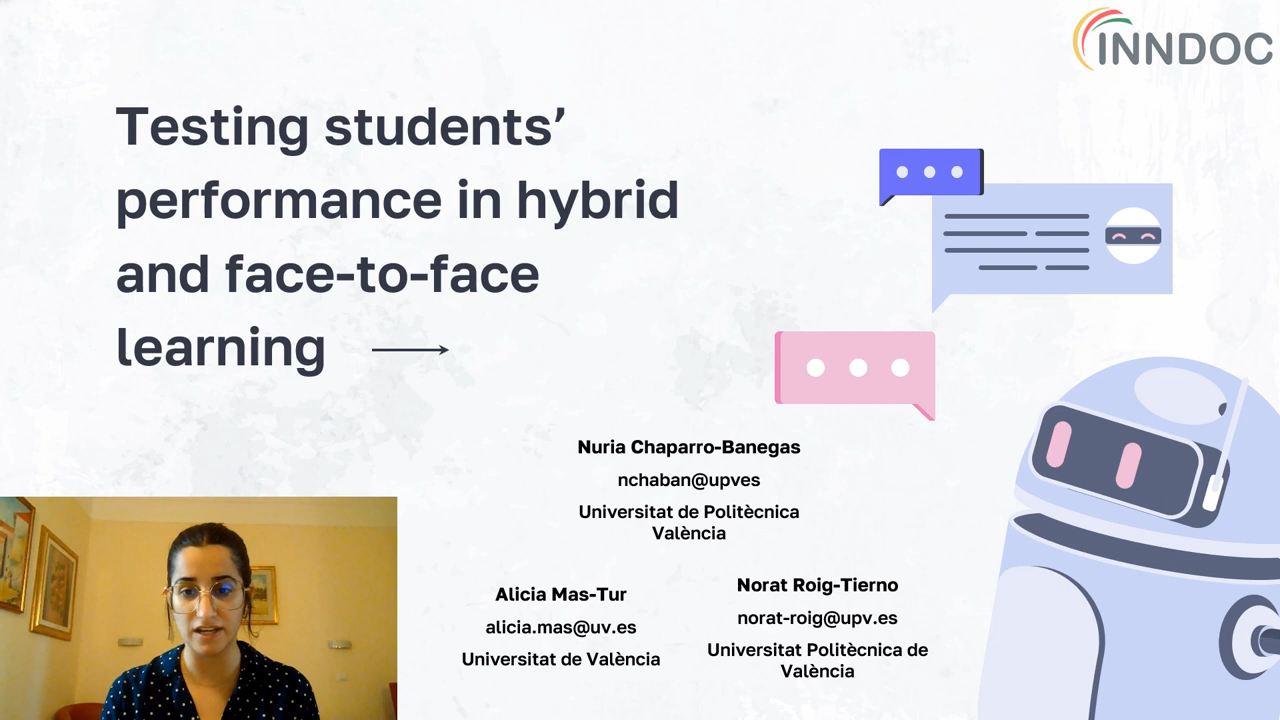 INNDOC
Testing students’
performance in hybrid
and face-to-face
learning
Nuria Chaparro-Banegas
nchaban@upves
Universitat de Politècnica
València
Alicia Mas-Tur
alicia.mas@uv.es
Universitat de València
Norat Roig-Tierno
norat-roig@upv.es
Universitat Politècnica de
València